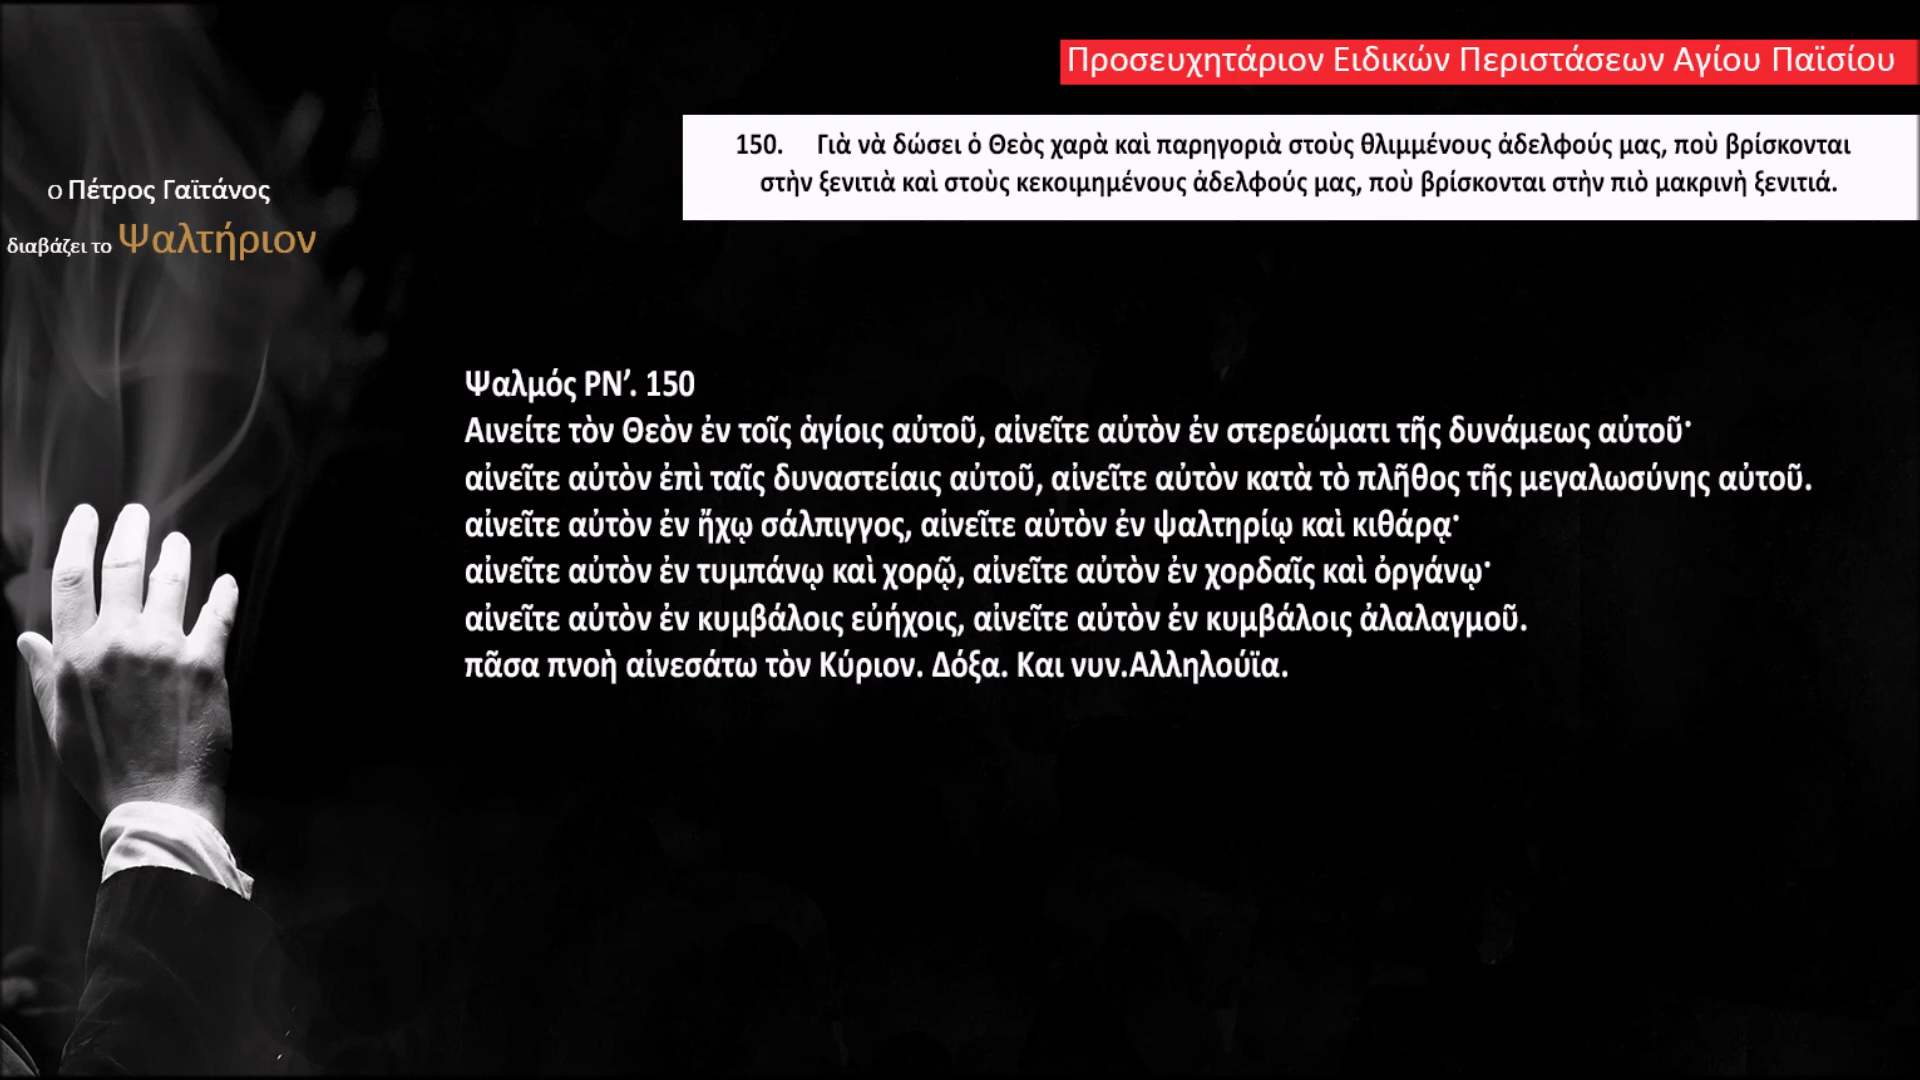 Προσευχητάριον Ειδικών Περιστάσεων Αγίου Παϊσίου
150. Γιὰ νὰ δώσει ὁ Θεὸς χαρὰ καὶ παρηγοριὰ στοὺς θλιμμένους ἀδελφούς μας, ποὺ βρίσκονται
στὴν ξενιτιὰ καὶ στοὺς κεκοιμημένους ἀδελφούς μας, ποὺ βρίσκονται στὴν πιὸ μακρινὴ ξενιτιά.
ο Πέτρος Γαϊτάνος
διαβάζει το Ψαλτήριον
Ψαλμός ΡΝ’. 150
Αινείτε τὸν Θεὸν ἐν τοῖς ἁγίοις αὐτοῦ, αἰνεῖτε αὐτὸν ἐν στερεώματι τῆς δυνάμεως αὐτοῦ·
αἰνεῖτε αὐτὸν ἐπὶ ταῖς δυναστείαις αὐτοῦ, αἰνεῖτε αὐτὸν κατὰ τὸ πλῆθος τῆς μεγαλωσύνης αὐτοῦ.
αἰνεῖτε αὐτὸν ἐν ἤχῳ σάλπιγγος, αἰνεῖτε αὐτὸν ἐν ψαλτηρίῳ καὶ κιθάρᾳ·
αἰνεῖτε αὐτὸν ἐν τυμπάνῳ καὶ χορῷ, αἰνεῖτε αὐτὸν ἐν χορδαῖς καὶ ὀργάνῳ·
αἰνεῖτε αὐτὸν ἐν κυμβάλοις εὐήχοις, αἰνεῖτε αὐτὸν ἐν κυμβάλοις ἀλαλαγμοῦ.
πᾶσα πνοὴ αἰνεσάτω τὸν Κύριον. Δόξα. Και νυν.Αλληλούϊα.